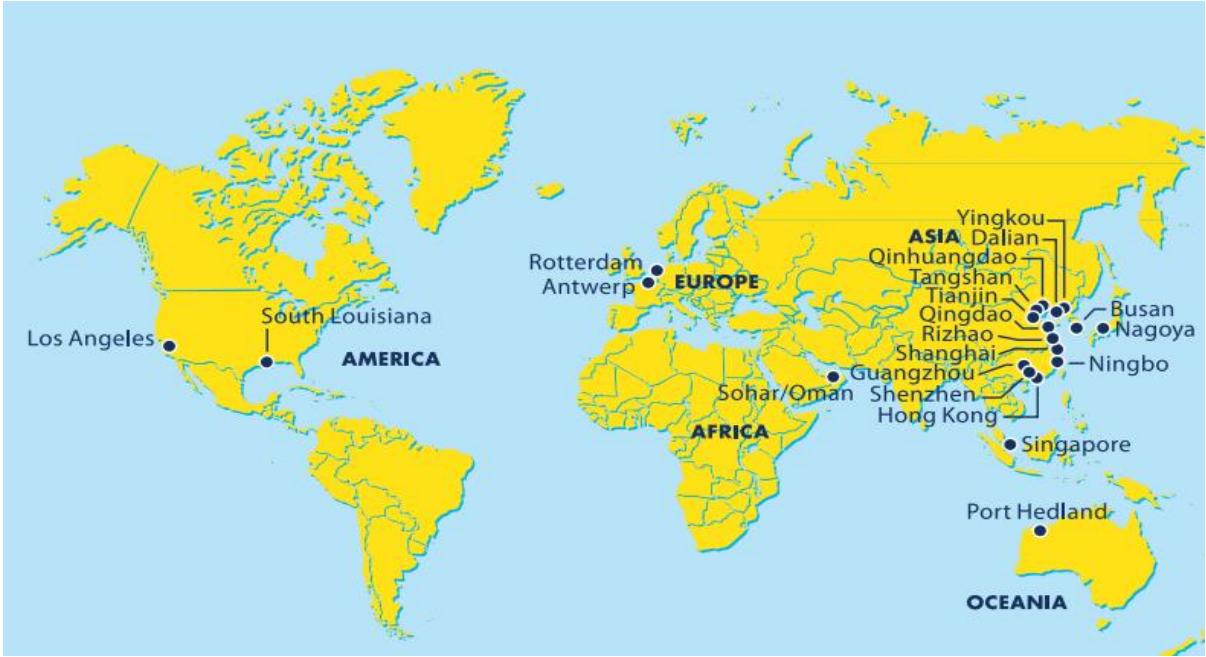 Yingkou
ASIA Dalian
Qinhuangdao
Rotterdam
Tangshan
EUROPE
Antwerp
Tianjin
Busan
South Louisiana
Qingdao
Nagoya
Los Angeles
Rizhao
AMERICA
Shanghai
Ningbo
Guangzhou
Sohar/Oman
Shenzhen
Hong Kong
AFRICA
Singapore
Port Hedland
OCEANIA